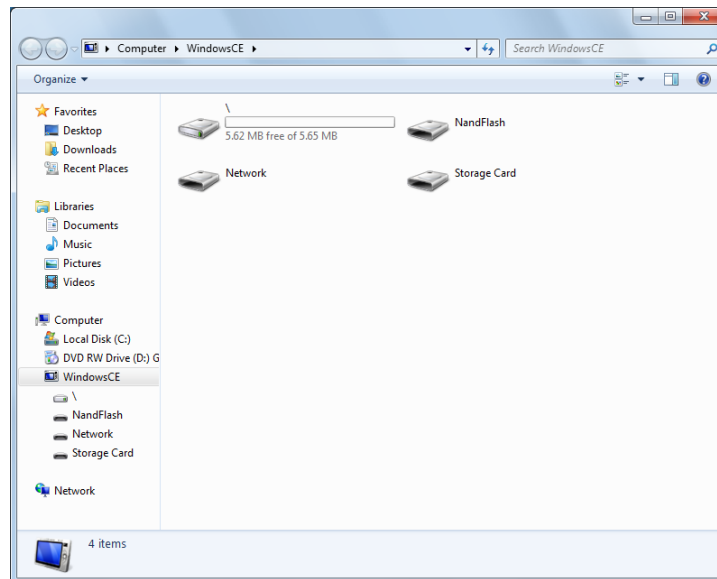 Computer WindowsCE
Search WindowsCE
Organize
Favorites
Desktop
Downloads
Recent Places
Libraries
Documents
Music
Pictures
Videos
Computer
Local Disk (C:)
DVD RW Drive (D:) G
WindowsCE
\
NandFlash
Network
Storage Card
Network
\
5.62 MB free of 5.65 MB
NandFlash
Network
Storage Card
4 items